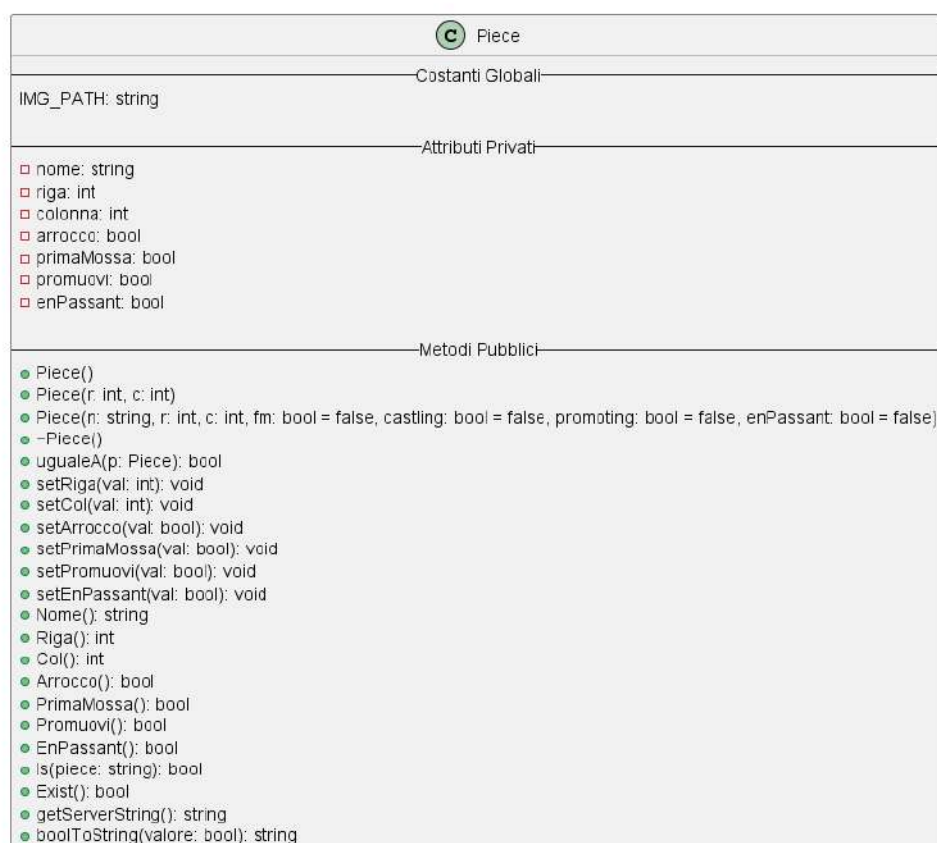 C Piece
Costanti Globali
IMG_PATH: string
Attributi Privati
nome: string
riga: int
colonna: int
arrocco: bool
primaMossa: bool
promuovi: bool
enPassant: bool
Metodi Pubblici
Piece()
Piece(r: int, c: int)
Piece(n: string, r: int, c: int, fm: bool = false, castling: bool = false, promoting: bool = false, enPassant: bool = false)
~Piece()
ugualeA(p: Piece): bool
setRiga(val: int): void
setCol(val: int): void
setArrocco(val: bool): void
setPrimaMossa(val: bool): void
setPromuovi(val: bool): void
setEnPassant(val: bool): void
Nome(): string
Riga(): int
Col(): int
Arrocco(): bool
PrimaMossa(): bool
Promuovi(): bool
EnPassant(): bool
Is(piece: string): bool
Exist(): bool
getServerString(): string
boolToString(valore: bool): string